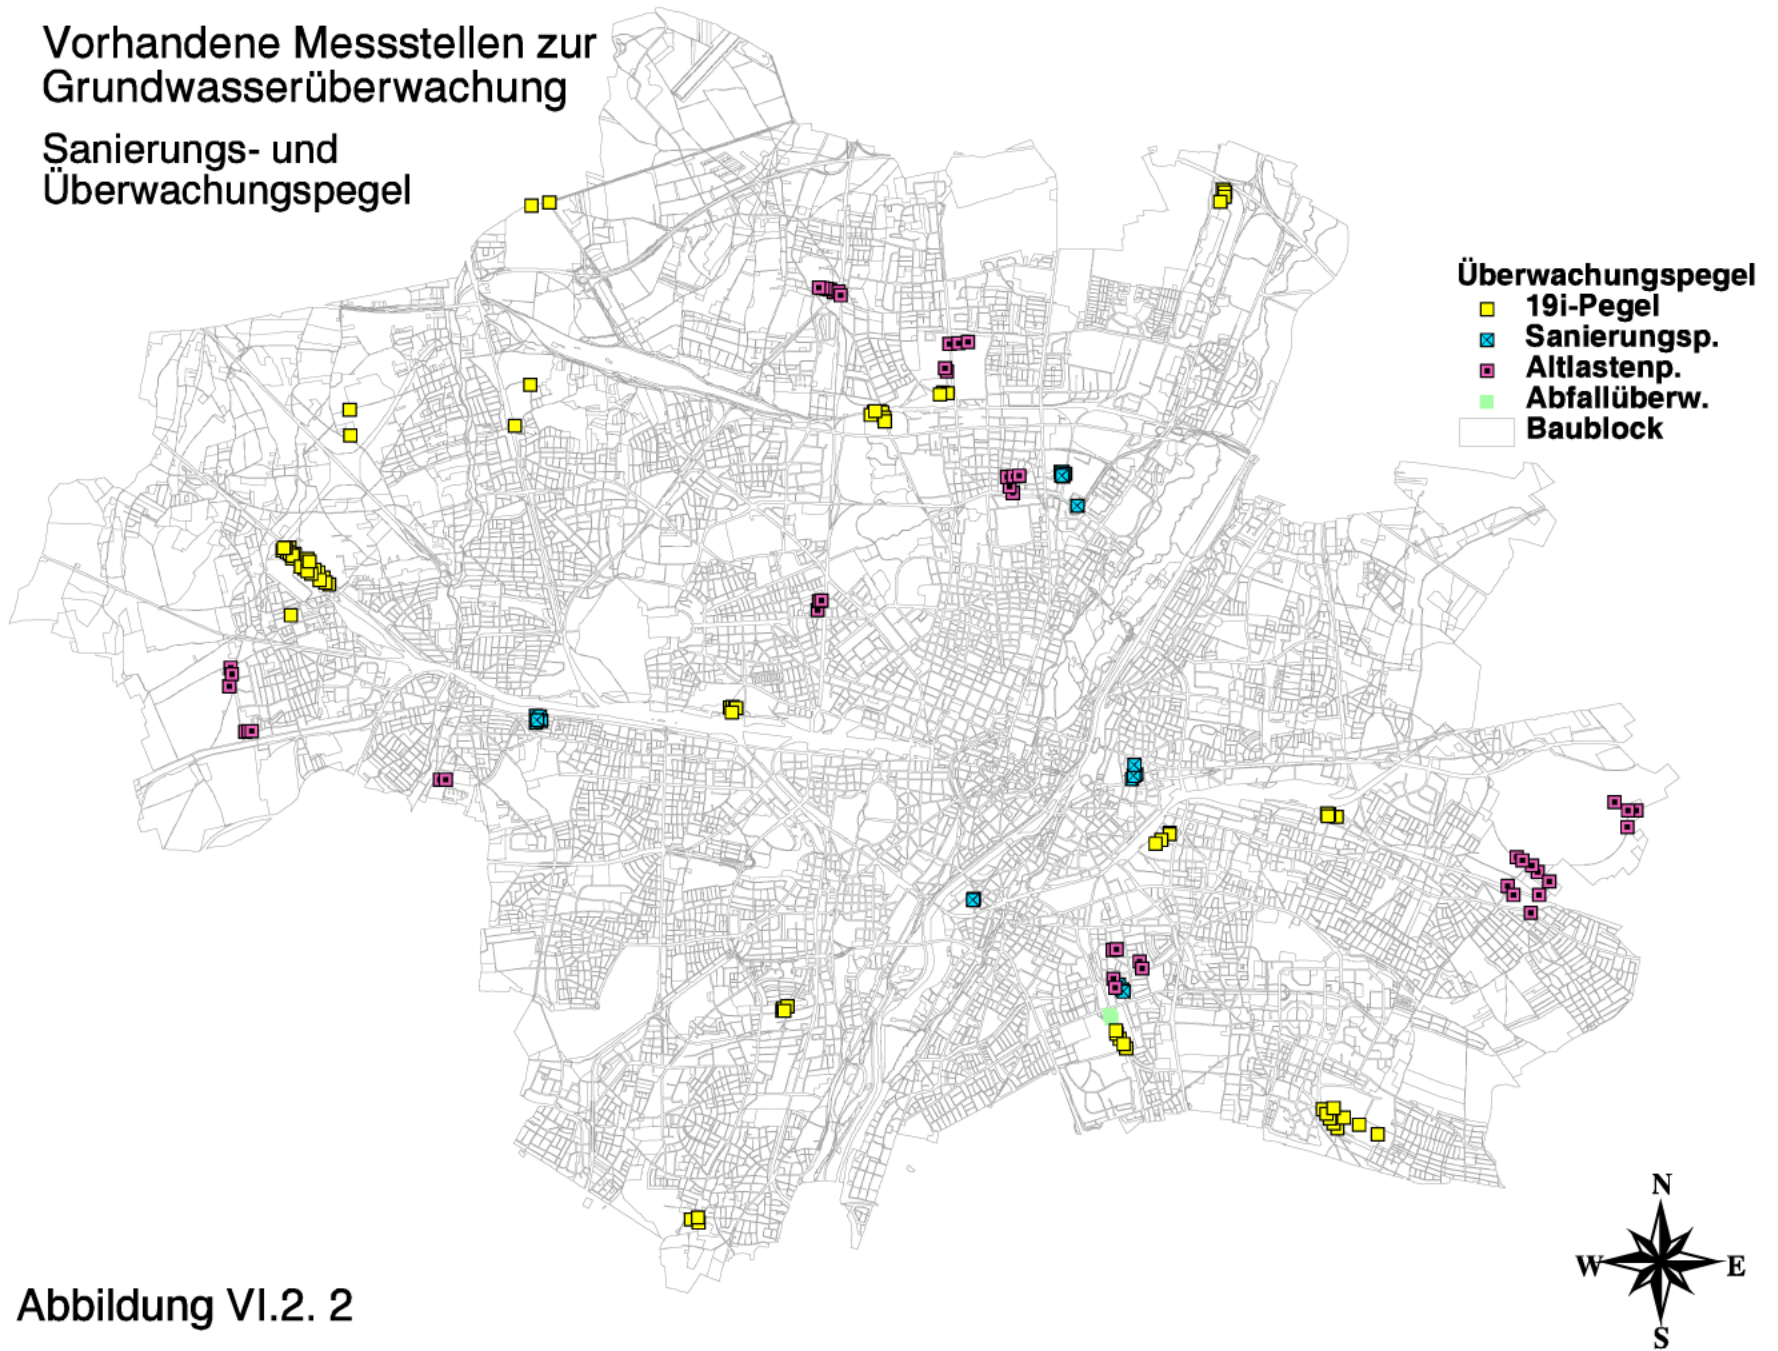 Vorhandene Messstellen zur
Grundwasserüberwachung
Sanierungs- und
Überwachungspegel
Überwachungspegel
19i-Pegel
Sanierungsp.
Altlastenp.
Abfallüberw.
Baublock
N
W E
S
Abbildung VI.2. 2